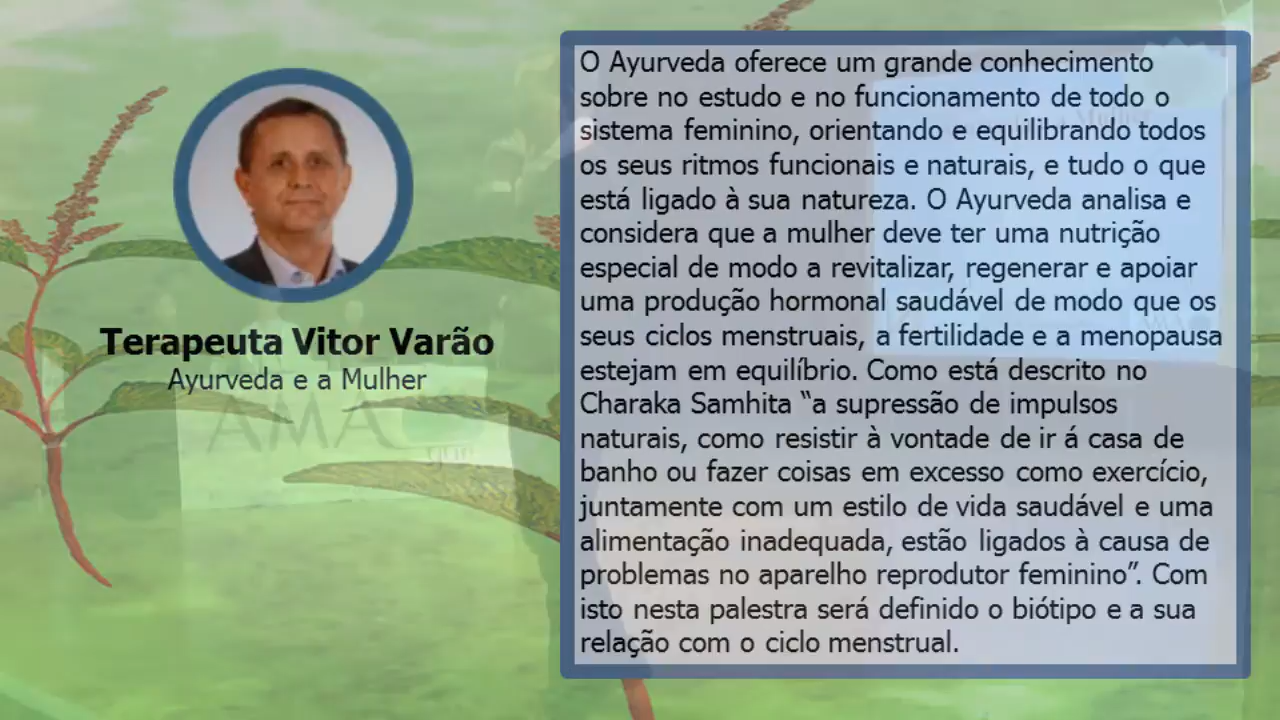 Terapeuta Vitor Varão
Ayurveda e a Mulher
AMA
O Ayurveda oferece um grande conhecimento
sobre no estudo e no funcionamento de todo o
sistema feminino, orientando e equilibrando todos
os seus ritmos funcionais e naturais, e tudo o que
está ligado à sua natureza. O Ayurveda analisa e
considera que a mulher deve ter uma nutrição
especial de modo a revitalizar, regenerar e apoiar
uma produção hormonal saudável de modo que os
seus ciclos menstruais, a fertilidade e a menopausa
estejam em equilíbrio. Como está descrito no
Charaka Samhita “a supressão de impulsos
naturais, como resistir à vontade de ir á casa de
banho ou fazer coisas em excesso como exercício,
juntamente com um estilo de vida saudável e uma
alimentação inadequada, estão ligados à causa de
problemas no aparelho reprodutor feminino”. Com
isto nesta palestra será definido o biótipo e a sua
relação com o ciclo menstrual.